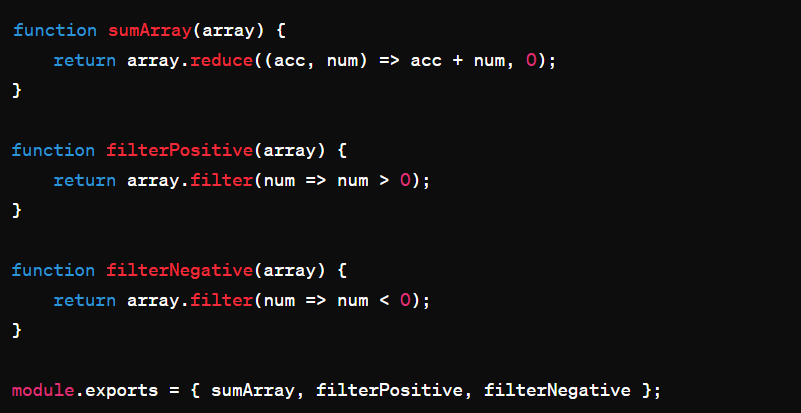 function sumArray(array) {
    return array.reduce((acc, num) => acc + num, 0);
}

function filterPositive(array) {
    return array.filter(num => num > 0);
}

function filterNegative(array) {
    return array.filter(num => num < 0);
}

module.exports = { sumArray, filterPositive, filterNegative };